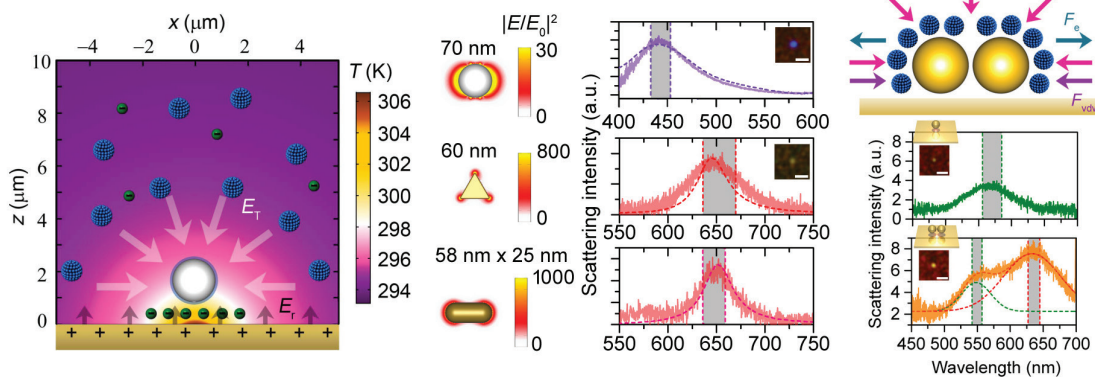 x (μm)
−4 −2 0 2 4
z (μm)
10
8
6
4
2
0
E_T
E_r
− − − − − − − − − −
+ + + + + + + + + +
T (K)
306
304
302
300
298
296
294
|E/E_0|^2
70 nm
30
0
60 nm
800
0
58 nm x 25 nm
1000
0
Scattering intensity (a.u.)
400 450 500 550 600
550 600 650 700 750
550 600 650 700 750
F_e
F_vdw
Scattering intensity (a.u.)
8
6
4
2
0
8
6
4
2
450 500 550 600 650 700
Wavelength (nm)